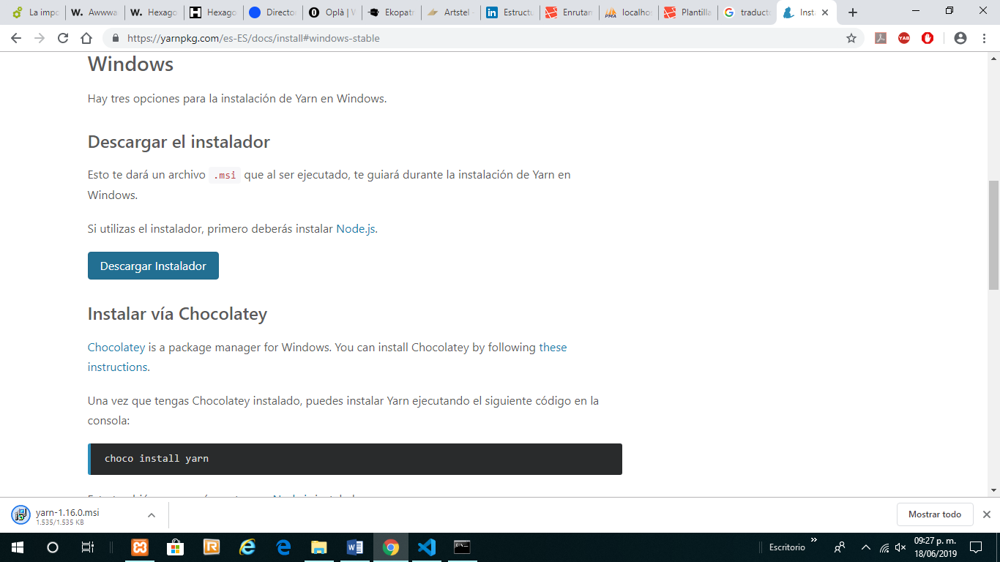 La impo
Awwwa
Hexago
Hexago
Director
Oplà | W
Ekopatr
Artstel -
Estructu
Enrutan
localhos
Plantilla
traducto
Insta
https://yarnpkg.com/es-ES/docs/install#windows-stable
Windows
Hay tres opciones para la instalación de Yarn en Windows.
Descargar el instalador
Esto te dará un archivo .msi que al ser ejecutado, te guiará durante la instalación de Yarn en
Windows.
Si utilizas el instalador, primero deberás instalar Node.js.
Descargar Instalador
Instalar vía Chocolatey
Chocolatey is a package manager for Windows. You can install Chocolatey by following these
instructions.
Una vez que tengas Chocolatey instalado, puedes instalar Yarn ejecutando el siguiente código en la
consola:
choco install yarn
yarn-1.16.0.msi
1.535/1.535 KB
Mostrar todo
Escritorio
09:27 p. m.
18/06/2019